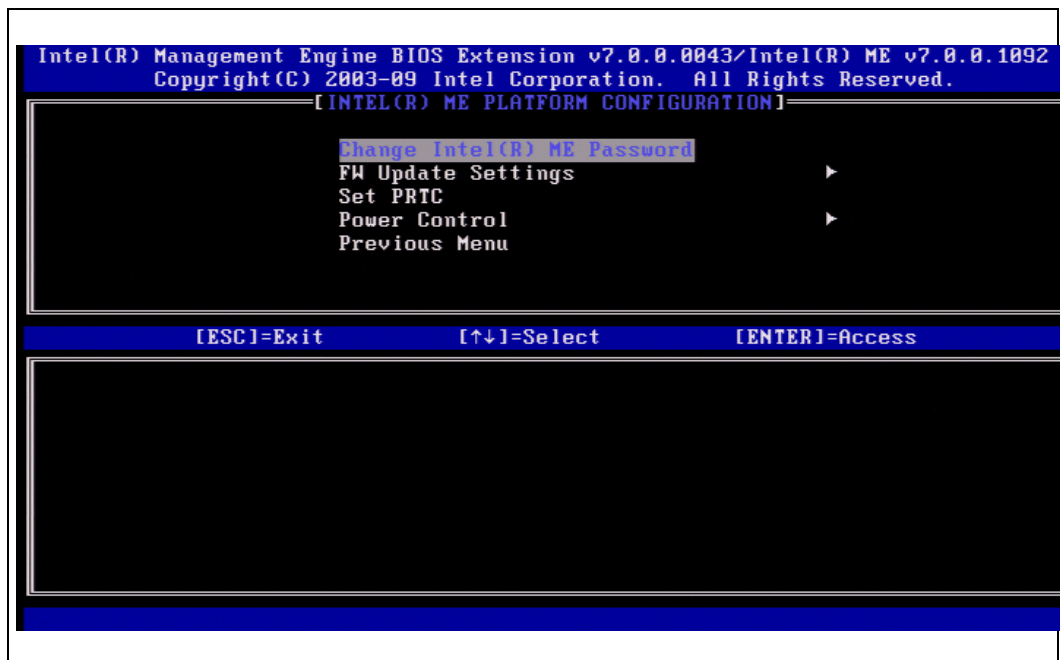 Intel(R) Management Engine BIOS Extension v7.0.0.0043/Intel(R) ME v7.0.0.1092
Copyright(C) 2003-09 Intel Corporation. All Rights Reserved.
[INTEL(R) ME PLATFORM CONFIGURATION]
Change Intel(R) ME Password
FW Update Settings ►
Set PRTC
Power Control ►
Previous Menu
[ESC]=Exit [↑↓]=Select [ENTER]=Access